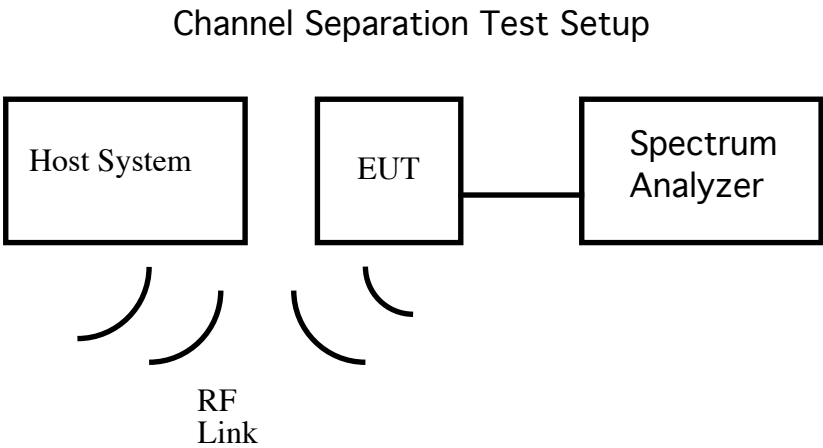 Channel Separation Test Setup
Host System
EUT
Spectrum
Analyzer
RF
Link